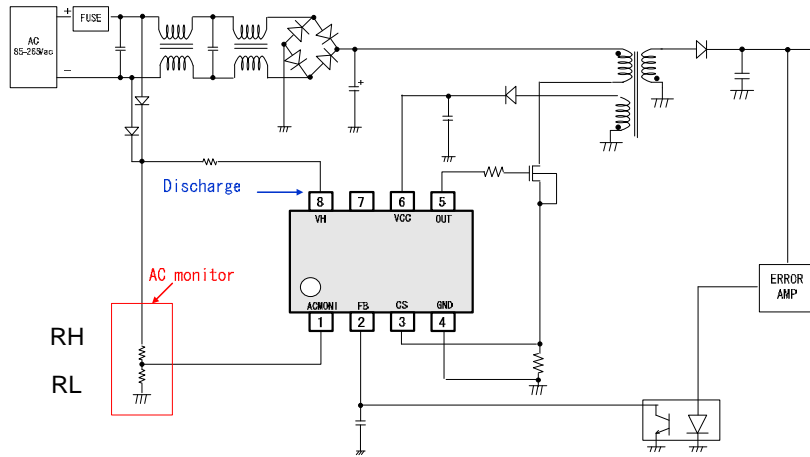 +
FUSE
AC
85-265Vac
-
Discharge
8
7
6
5
VH
VCC
OUT
AC monitor
ERROR
AMP
ACMONI
FB
CS
GND
1
2
3
4
RH
RL